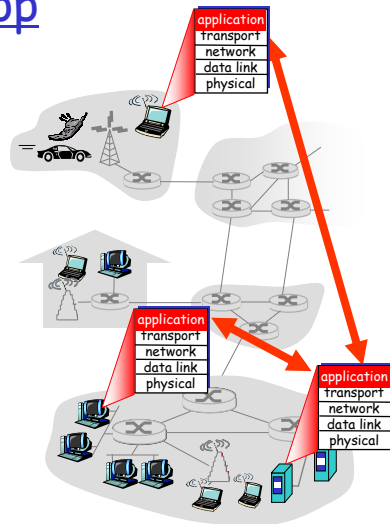 pp
application
transport
network
data link
physical
application
transport
network
data link
physical
application
transport
network
data link
physical